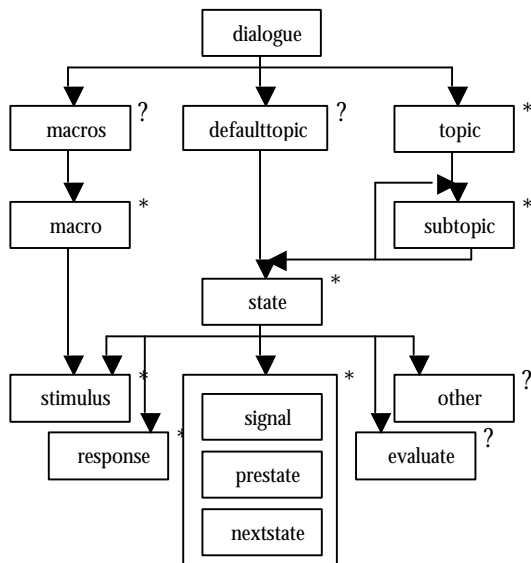 dialogue
macros ? defaulttopic ? topic *
macro * subtopic *
state *
stimulus * * other ?
signal
response * evaluate ?
prestate
nextstate